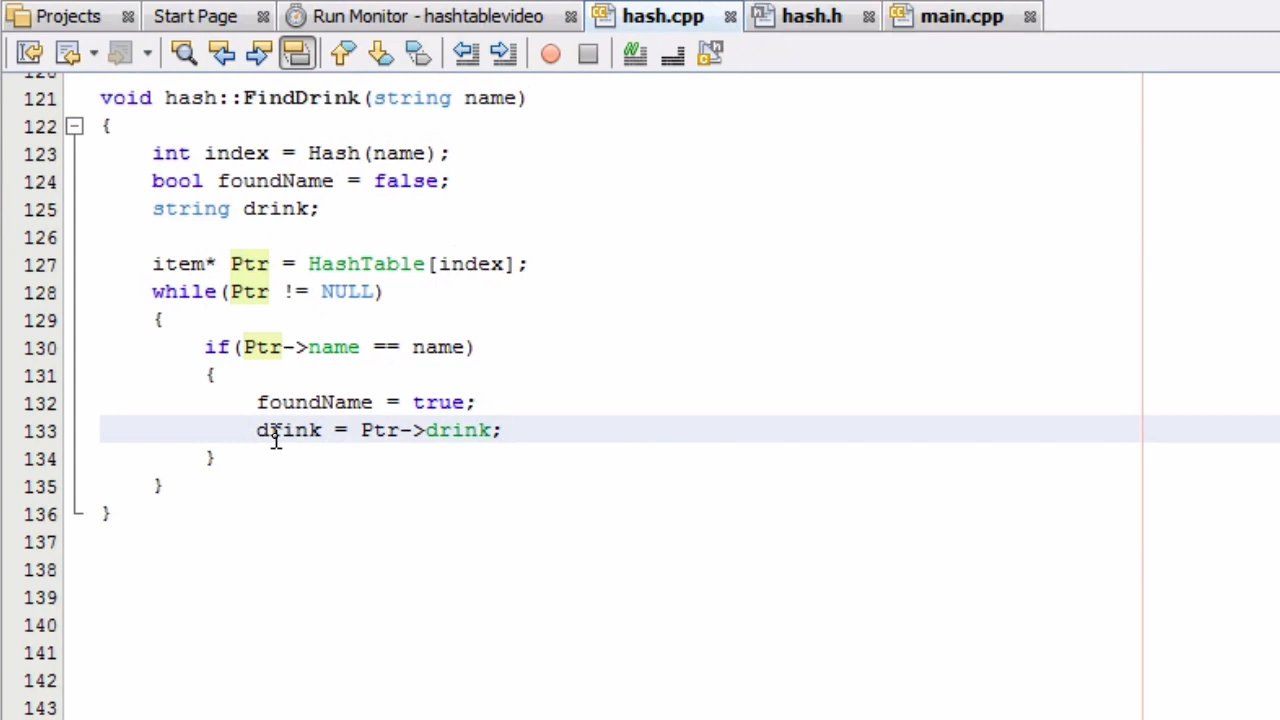 Projects Start Page Run Monitor - hashtablevideo hash.cpp hash.h main.cpp
120
121 void hash::FindDrink(string name)
122 {
123 int index = Hash(name);
124 bool foundName = false;
125 string drink;
126
127 item* Ptr = HashTable[index];
128 while(Ptr != NULL)
129 {
130 if(Ptr->name == name)
131 {
132 foundName = true;
133 drink = Ptr->drink;
134 }
135 }
136 }
137
138
139
140
141
142
143